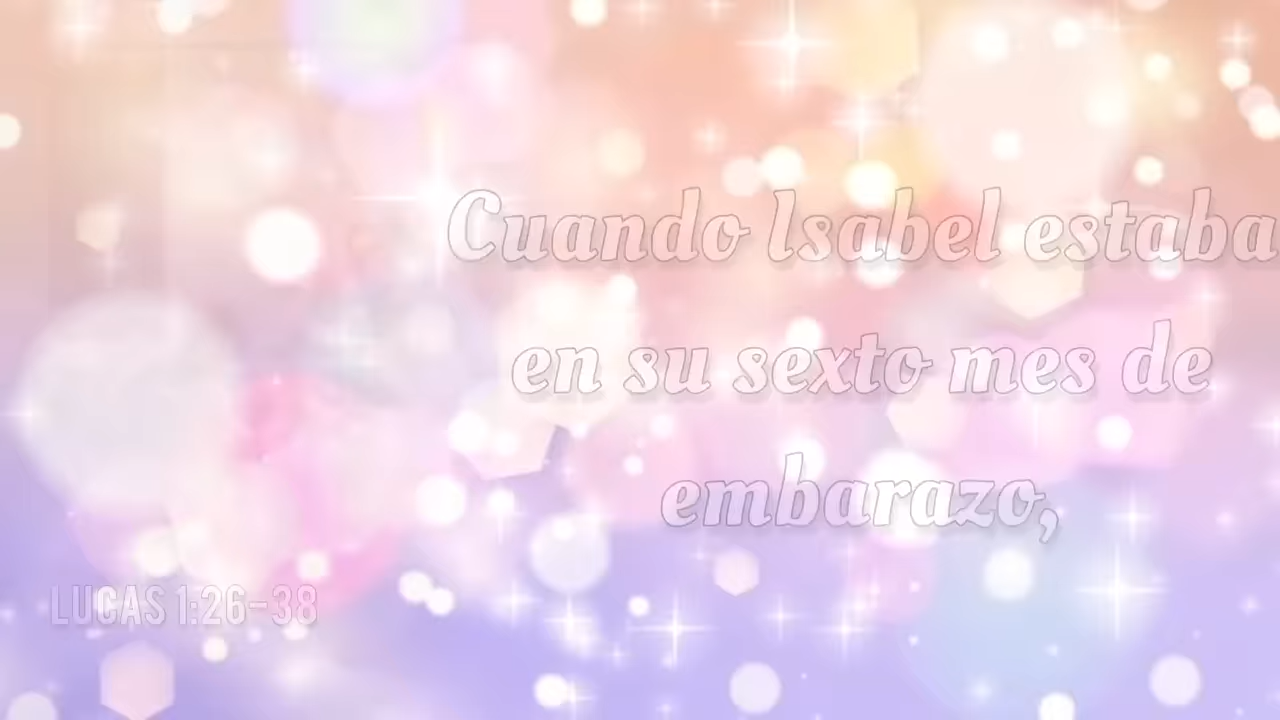 Cuando Isabel estaba
en su sexto mes de
embarazo,
LUCAS 1:26-38